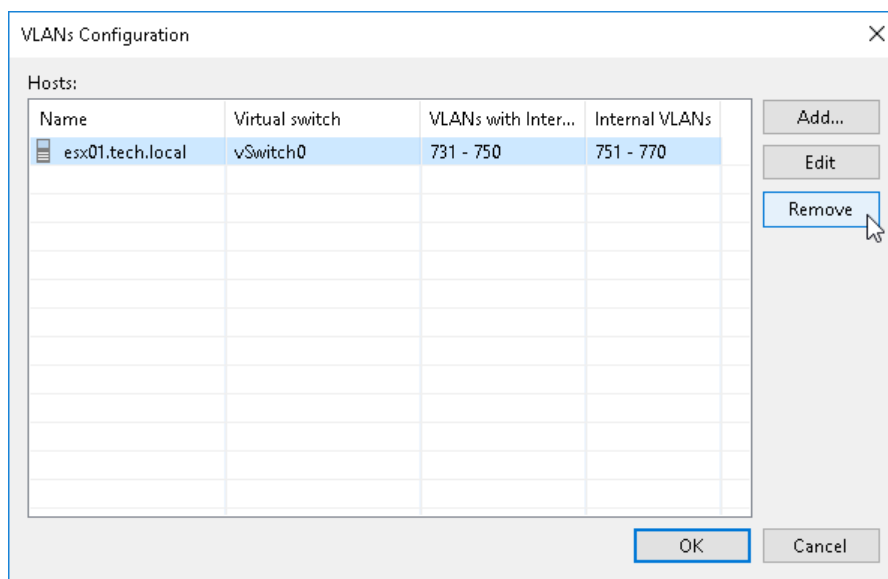 VLANs Configuration
Hosts:
Name Virtual switch VLANs with Inter... Internal VLANs
esx01.tech.local vSwitch0 731 - 750 751 - 770
Add...
Edit
Remove
OK Cancel